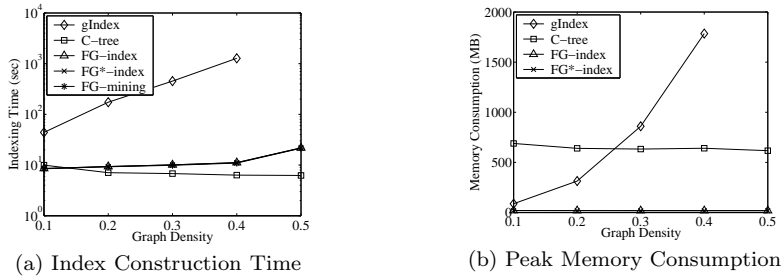 gIndex
C−tree
FG−index
FG*−index
FG−mining
10^4
10^3
10^2
10^1
10^0
Indexing Time (sec)
0.1 0.2 0.3 0.4 0.5
Graph Density
(a) Index Construction Time
gIndex
C−tree
FG−index
FG*−index
2000
1500
1000
500
0
Memory Consumption (MB)
0.1 0.2 0.3 0.4 0.5
Graph Density
(b) Peak Memory Consumption